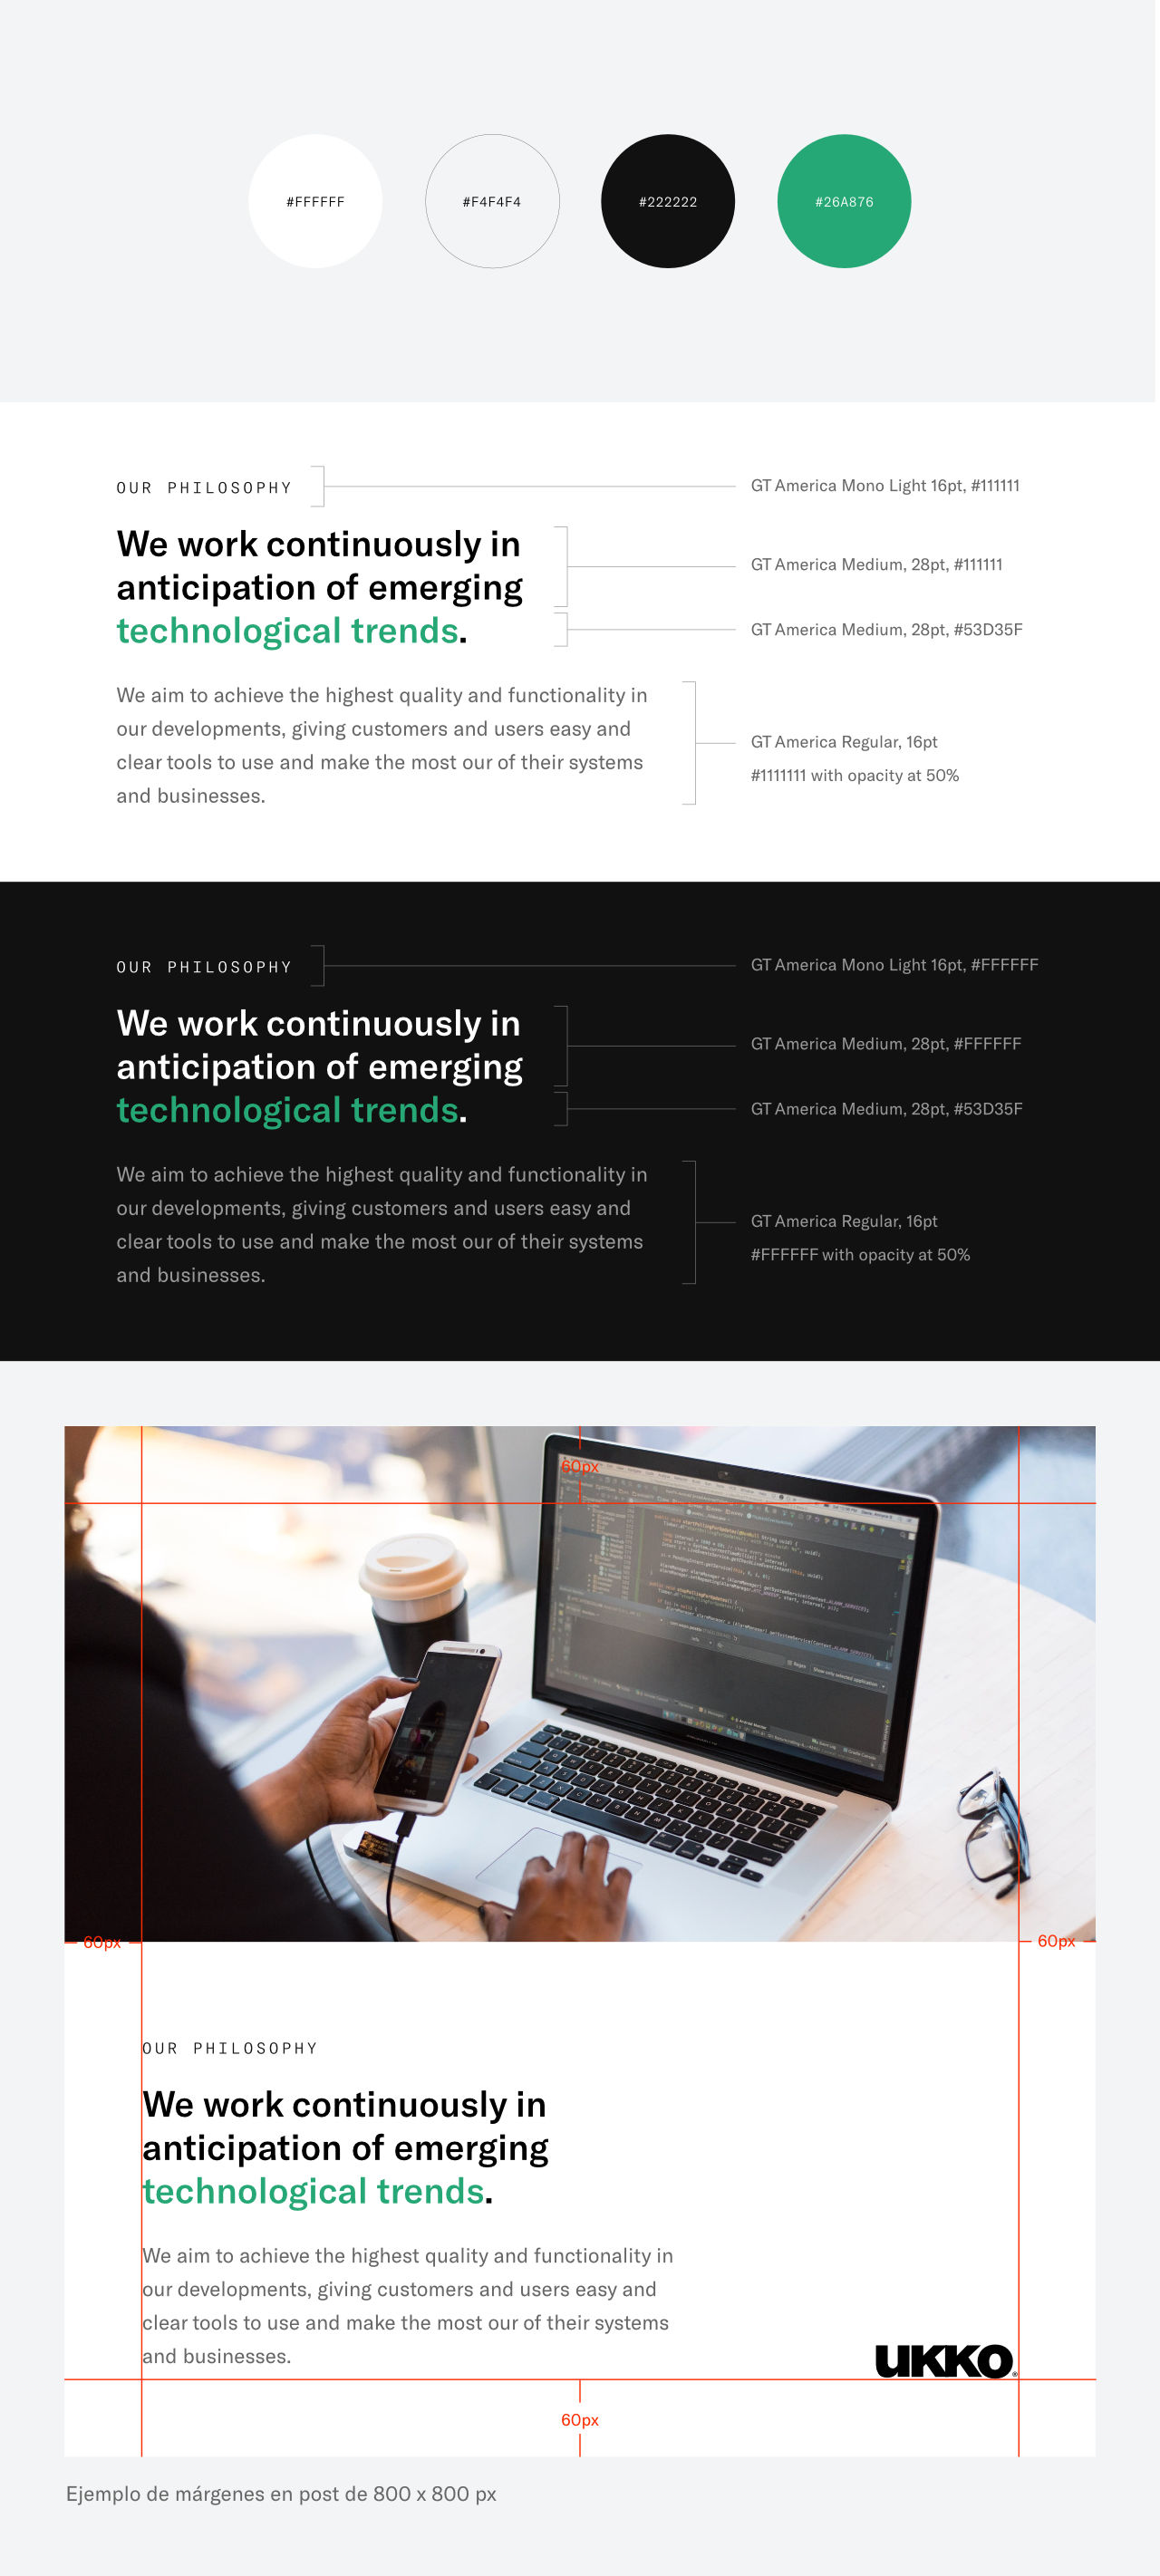 #FFFFFF
#F4F4F4
#222222
#26A876
OUR PHILOSOPHY
GT America Mono Light 16pt, #111111
We work continuously in
anticipation of emerging
technological trends.
GT America Medium, 28pt, #111111
GT America Medium, 28pt, #53D35F
We aim to achieve the highest quality and functionality in
our developments, giving customers and users easy and
clear tools to use and make the most our of their systems
and businesses.
GT America Regular, 16pt
#1111111 with opacity at 50%
OUR PHILOSOPHY
GT America Mono Light 16pt, #FFFFFF
We work continuously in
anticipation of emerging
technological trends.
GT America Medium, 28pt, #FFFFFF
GT America Medium, 28pt, #53D35F
We aim to achieve the highest quality and functionality in
our developments, giving customers and users easy and
clear tools to use and make the most our of their systems
and businesses.
GT America Regular, 16pt
#FFFFFF with opacity at 50%
60px
60px
60px
OUR PHILOSOPHY
We work continuously in
anticipation of emerging
technological trends.
We aim to achieve the highest quality and functionality in
our developments, giving customers and users easy and
clear tools to use and make the most our of their systems
and businesses.
UKKO®
60px
Ejemplo de márgenes en post de 800 x 800 px